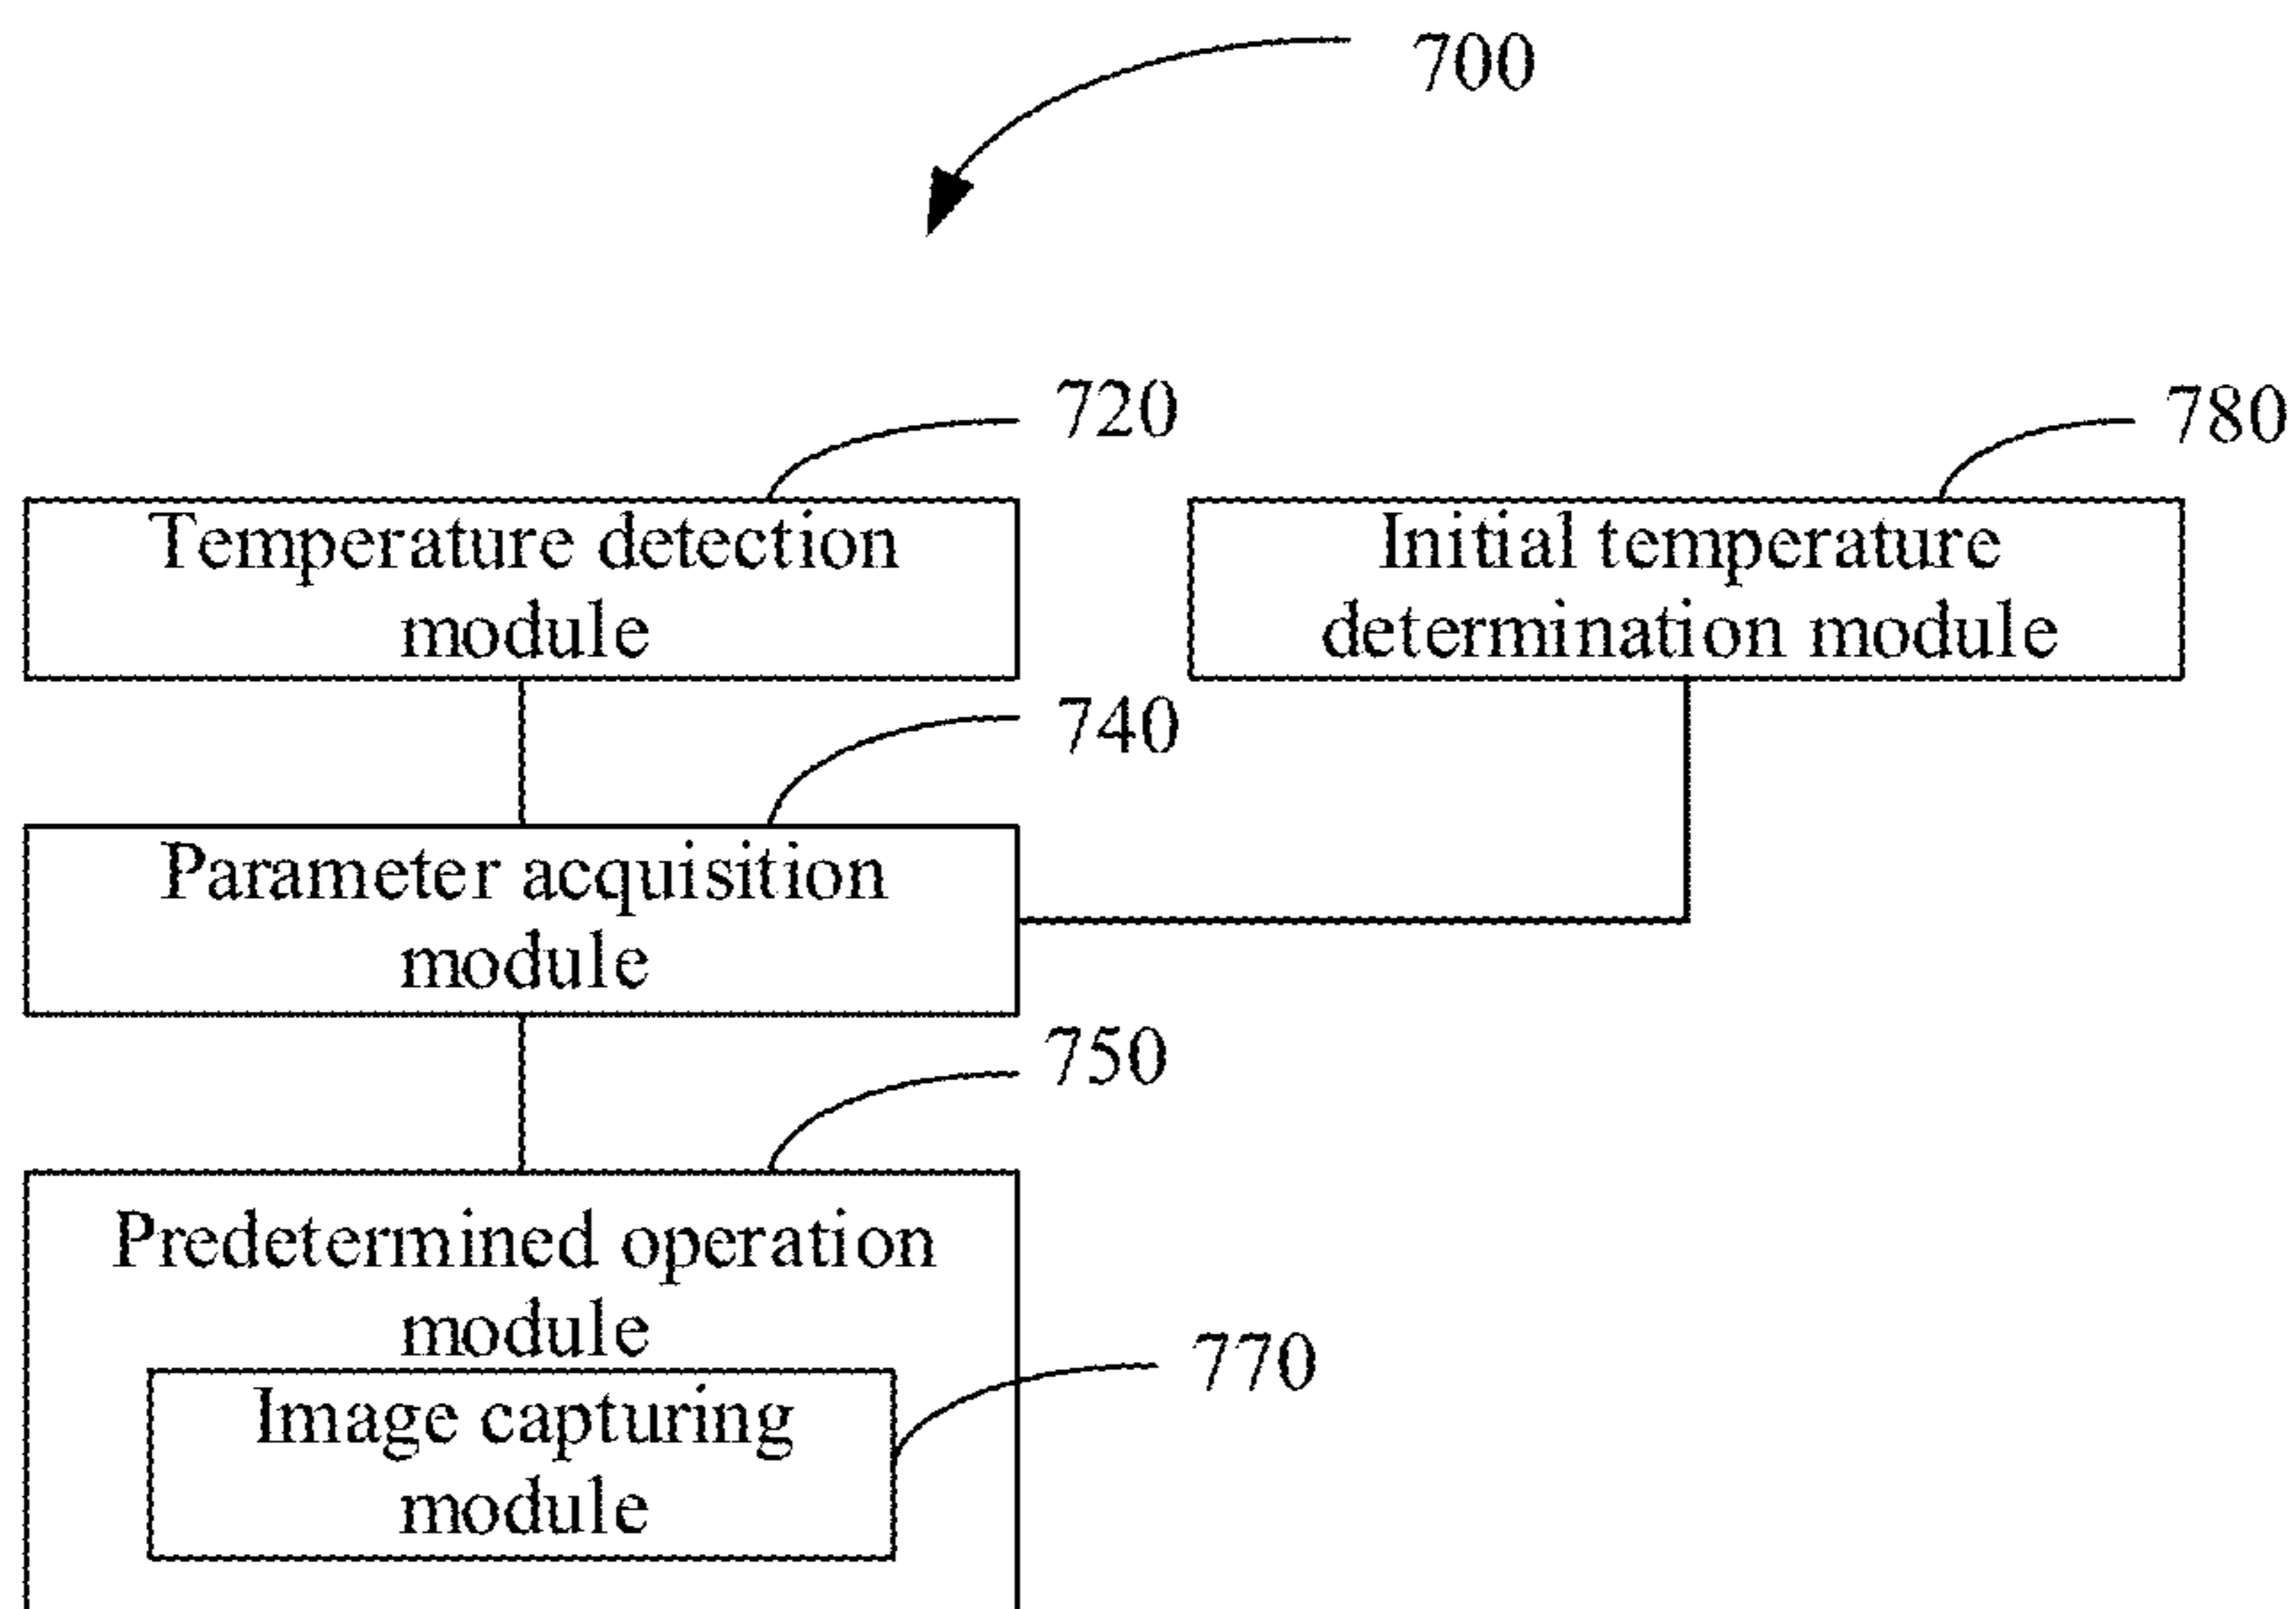 700
720
780
Temperature detection
module
Initial temperature
determination module
740
Parameter acquisition
module
750
Predetermined operation
module
770
Image capturing
module